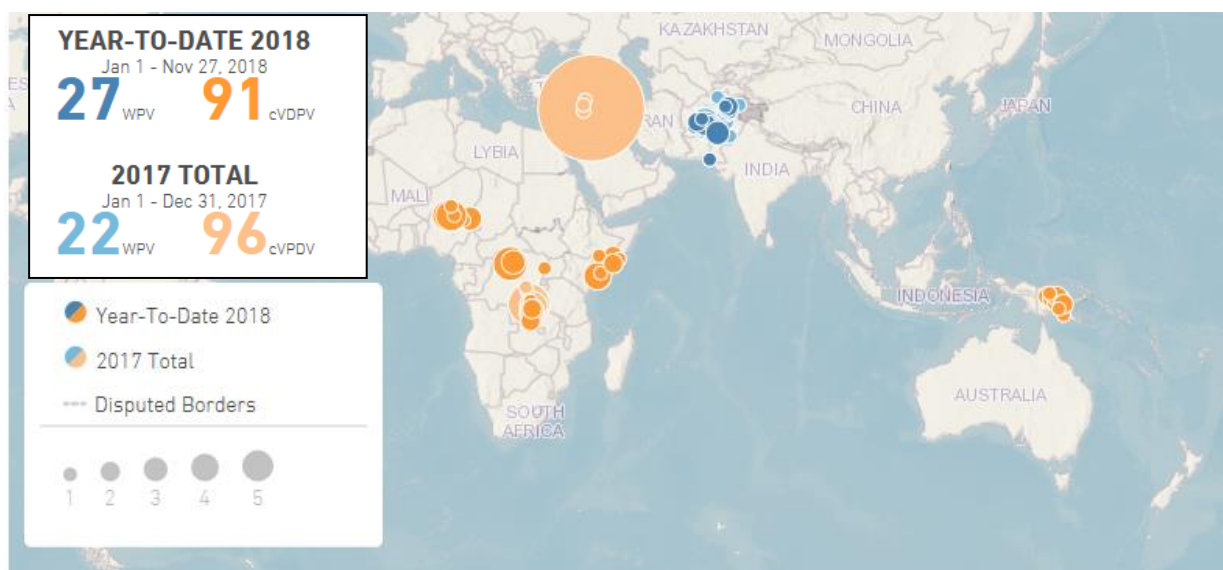 YEAR-TO-DATE 2018
Jan 1 - Nov 27, 2018
27 WPV 91 cVDPV
2017 TOTAL
Jan 1 - Dec 31, 2017
22 WPV 96 cVPDV
Year-To-Date 2018
2017 Total
Disputed Borders
1 2 3 4 5
KAZAKHSTAN
MONGOLIA
CHINA
JAPAN
RAN
LYBIA
INDIA
MALI
INDONESIA
AUSTRALIA
SOUTH
AFRICA
ES